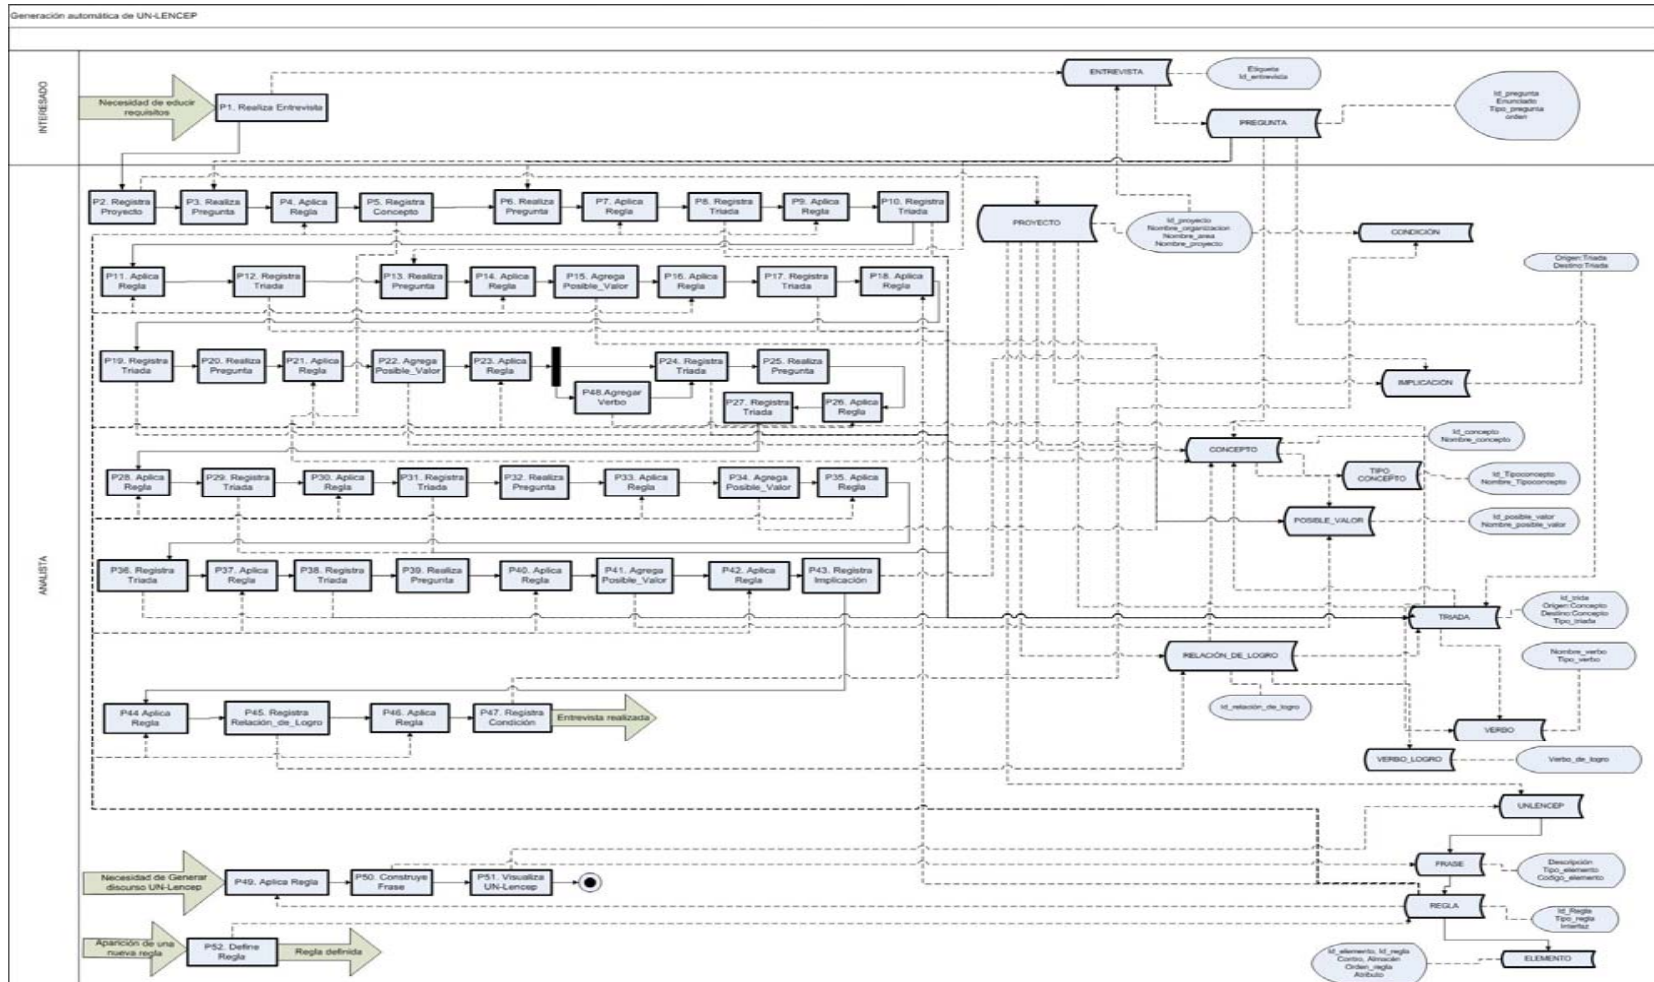 Generación automática de UN-LENCEP
INTERESADO
Necesidad de educir
requisitos
P1. Realiza Entrevista
ENTREVISTA
Etiqueta
Id_entrevista
PREGUNTA
Id_pregunta
Enunciado
Tipo_pregunta
orden
ANALISTA
P2. Registra
Proyecto
P3. Realiza
Pregunta
P4. Aplica
Regla
P5. Registra
Concepto
P6. Realiza
Pregunta
P7. Aplica
Regla
P8. Registra
Triada
P9. Aplica
Regla
P10. Registra
Triada
PROYECTO
Id_proyecto
Nombre_organizacion
Nombre_area
Nombre_proyecto
CONDICIÓN
P11. Aplica
Regla
P12. Registra
Triada
P13. Realiza
Pregunta
P14. Aplica
Regla
P15. Agrega
Posible_Valor
P16. Aplica
Regla
P17. Registra
Triada
P18. Aplica
Regla
Origen:Triada
Destino:Triada
P19. Registra
Triada
P20. Realiza
Pregunta
P21. Aplica
Regla
P22. Agrega
Posible_Valor
P23. Aplica
Regla
P24. Registra
Triada
P25. Realiza
Pregunta
P48.Agregar
Verbo
P27. Registra
Triada
P26. Aplica
Regla
IMPLICACIÓN
CONCEPTO
Id_concepto
Nombre_concepto
P28. Aplica
Regla
P29. Registra
Triada
P30. Aplica
Regla
P31. Registra
Triada
P32. Realiza
Pregunta
P33. Aplica
Regla
P34. Agrega
Posible_Valor
P35. Aplica
Regla
TIPO
CONCEPTO
Id_Tipoconcepto
Nombre_Tipoconcepto
POSIBLE_VALOR
Id_posible_valor
Nombre_posible_valor
P36. Registra
Triada
P37. Aplica
Regla
P38. Registra
Triada
P39. Realiza
Pregunta
P40. Aplica
Regla
P41. Agrega
Posible_Valor
P42. Aplica
Regla
P43. Registra
Implicación
TRIADA
Id_trida
Origen:Concepto
Destino:Concepto
Tipo_triada
RELACIÓN_DE_LOGRO
Nombre_verbo
Tipo_verbo
Id_relación_de_logro
P44 Aplica
Regla
P45. Registra
Relación_de_Logro
P46. Aplica
Regla
P47. Registra
Condición
Entrevista realizada
VERBO
VERBO_LOGRO
Verbo_de_logro
UNLENCEP
Necesidad de Generar
discurso UN-Lencep
P49. Aplica Regla
P50. Construye
Frase
P51. Visualiza
UN-Lencep
FRASE
Descripción
Tipo_elemento
Codigo_elemento
REGLA
Id_Regla
Tipo_regla
Interfaz
Aparición de una
nueva regla
P52. Define
Regla
Regla definida
Id_elemento, Id_regla
Contro, Almacén
Orden_regla
Atributo
ELEMENTO